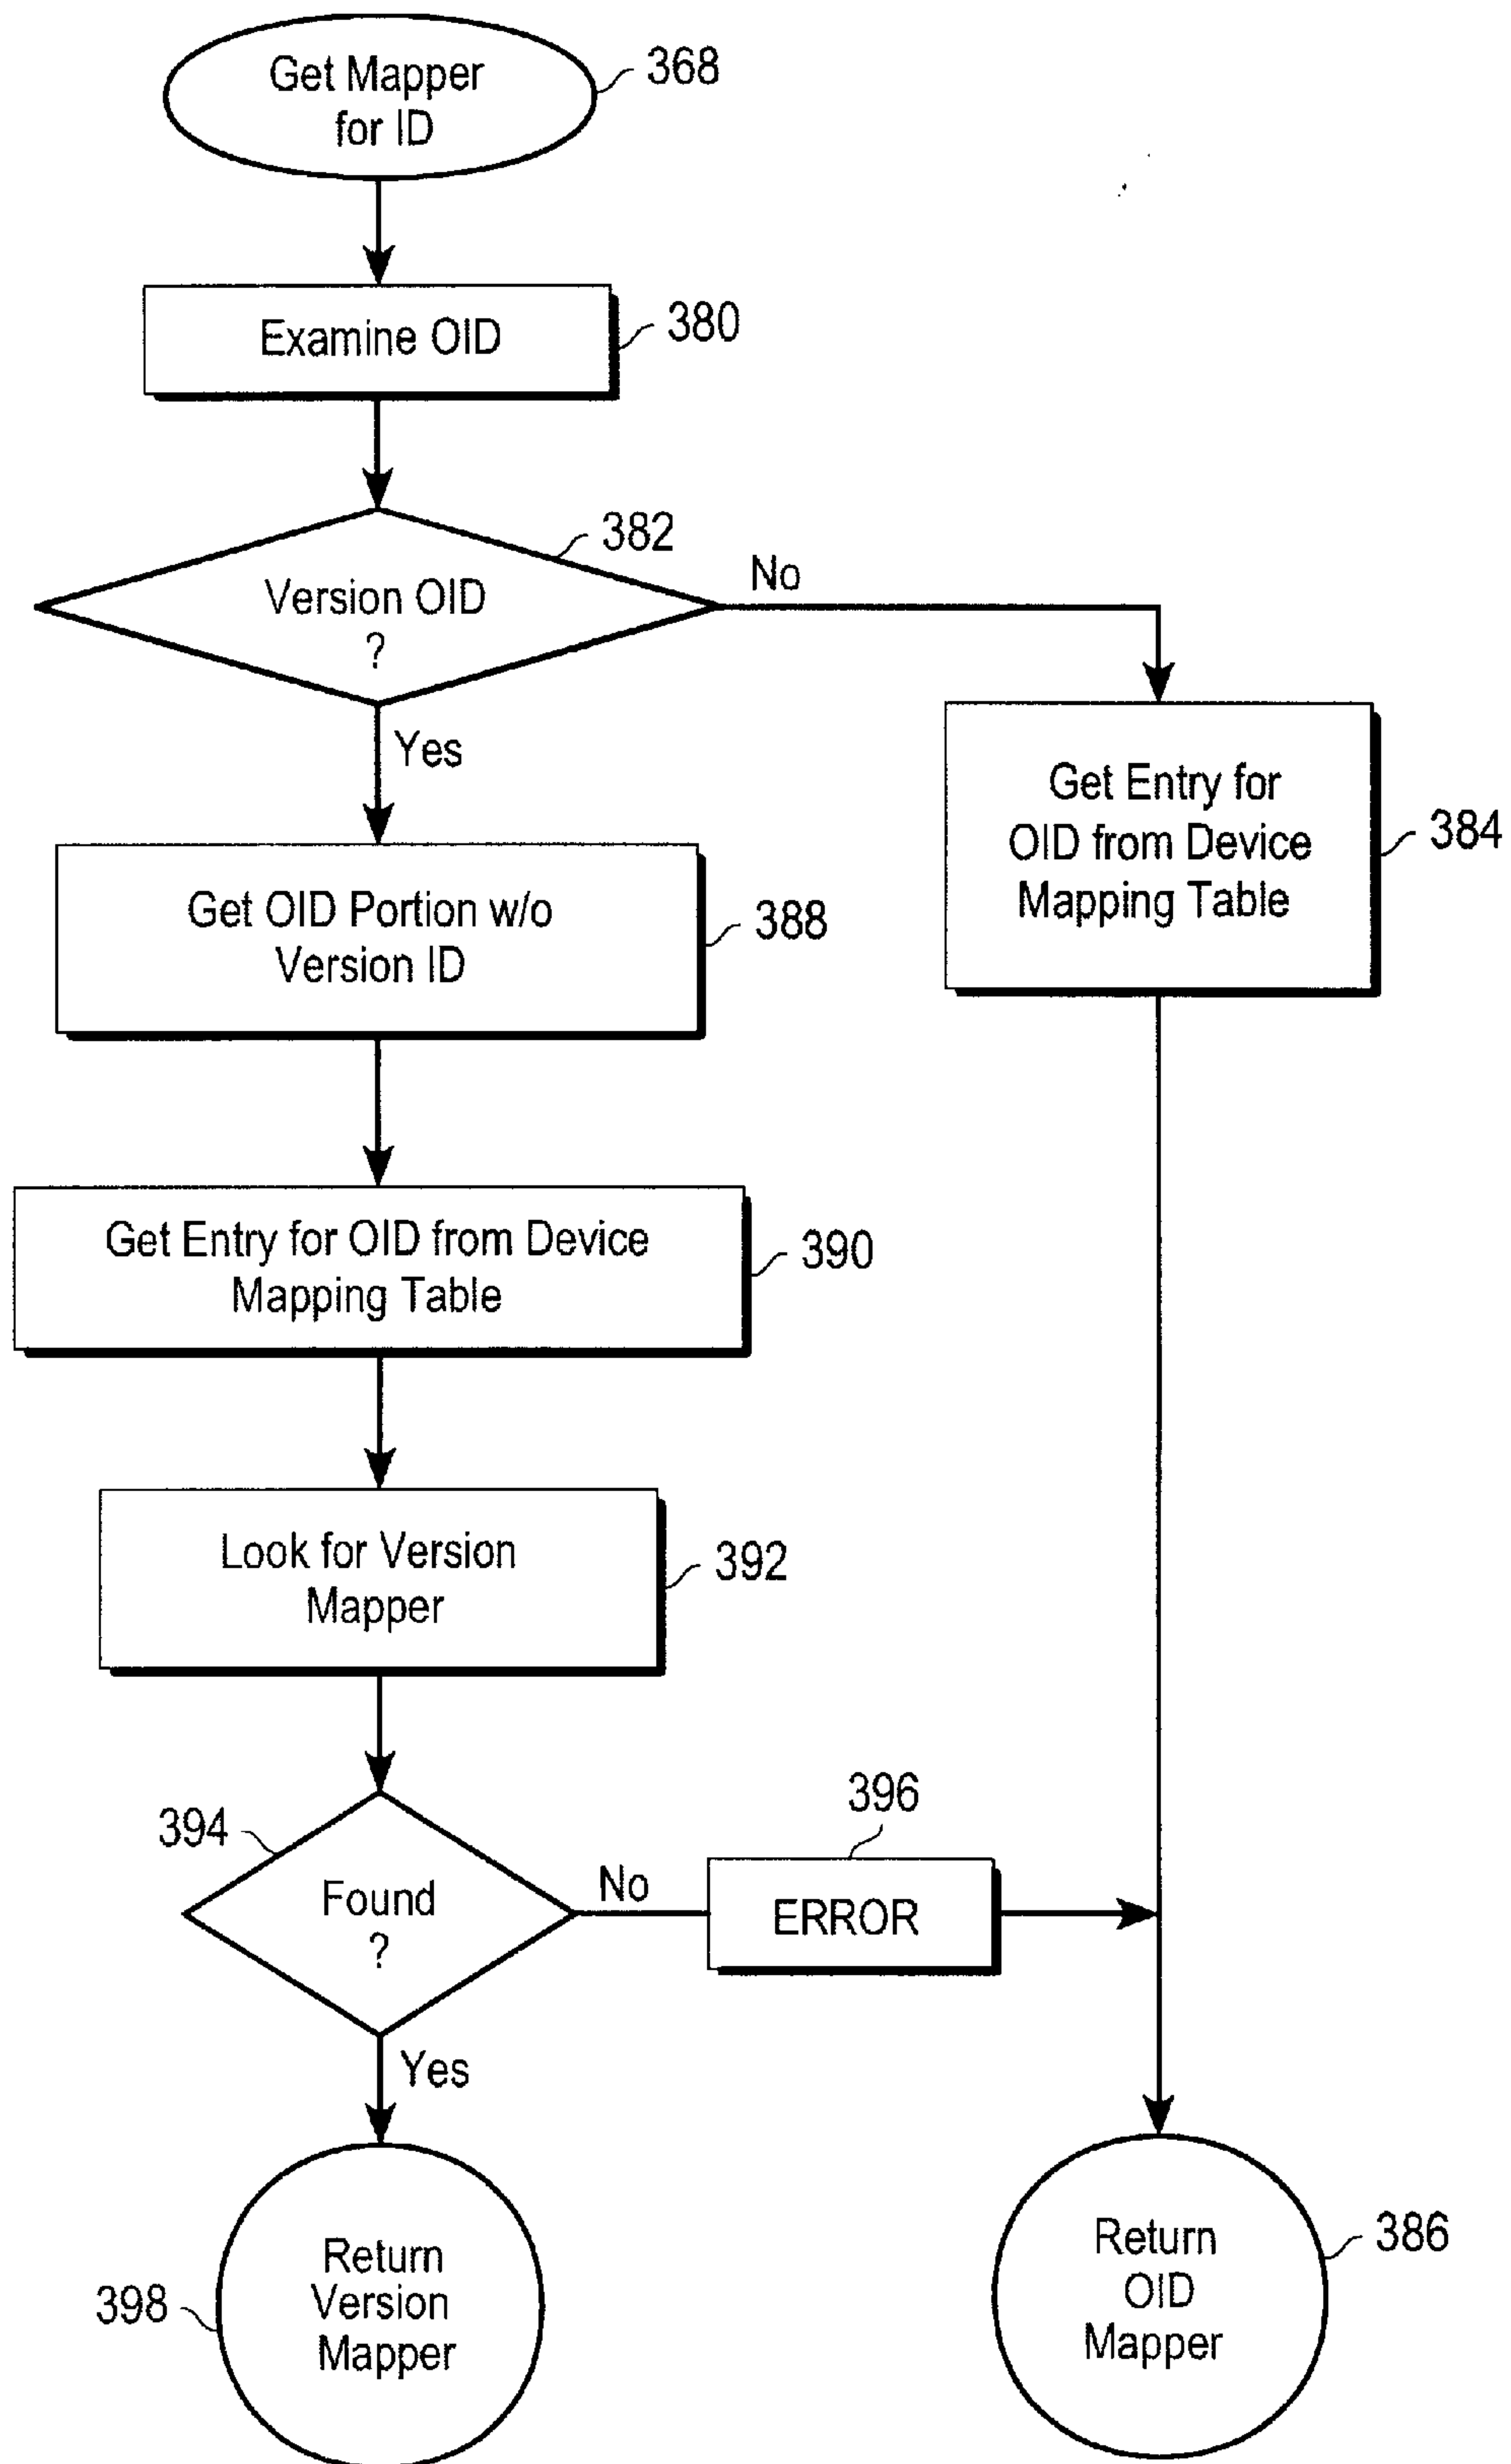 Get Mapper
for ID
368
Examine OID
380
382
Version OID
?
No
Yes
Get Entry for
OID from Device
Mapping Table
384
Get OID Portion w/o
Version ID
388
Get Entry for OID from Device
Mapping Table
390
Look for Version
Mapper
392
394
Found
?
No
396
ERROR
Yes
Return
Version
Mapper
398
Return
OID
Mapper
386